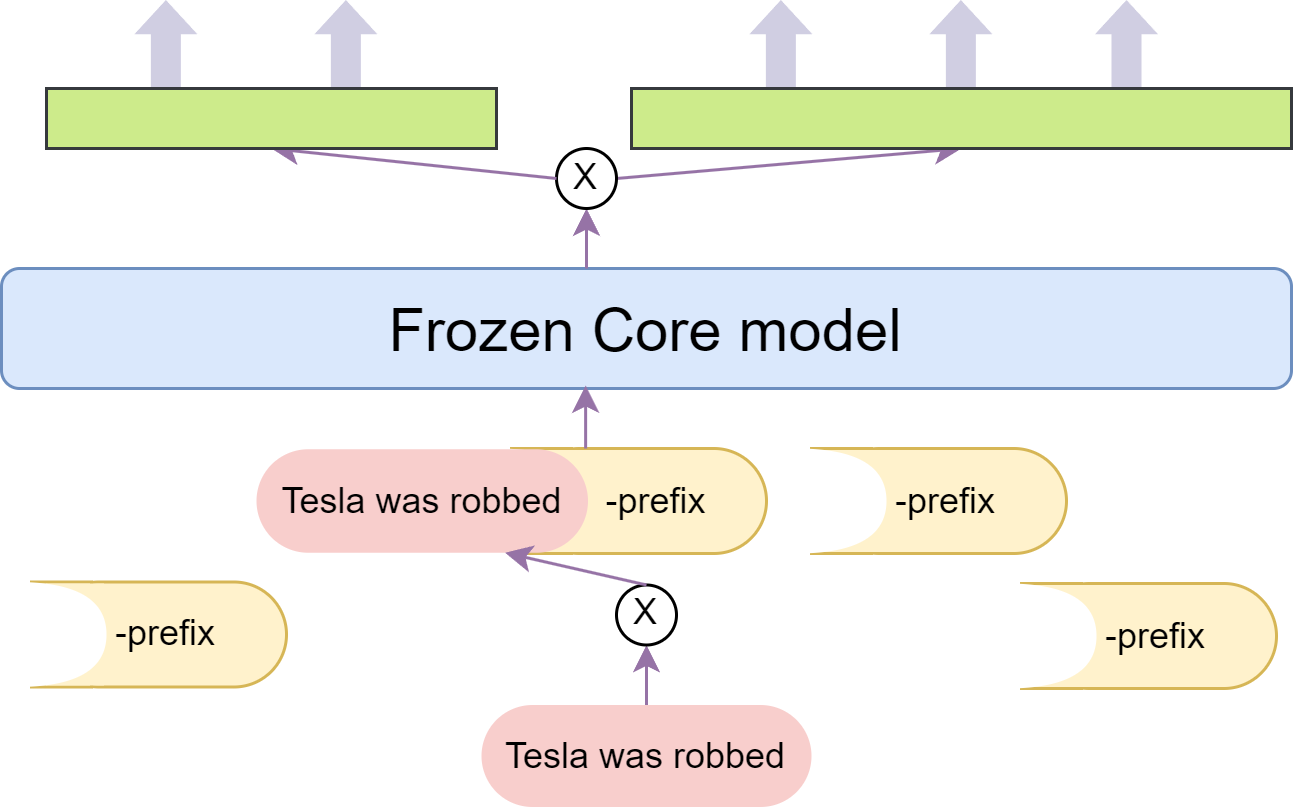 X
Frozen Core model
Tesla was robbed
-prefix
-prefix
-prefix
X
-prefix
Tesla was robbed